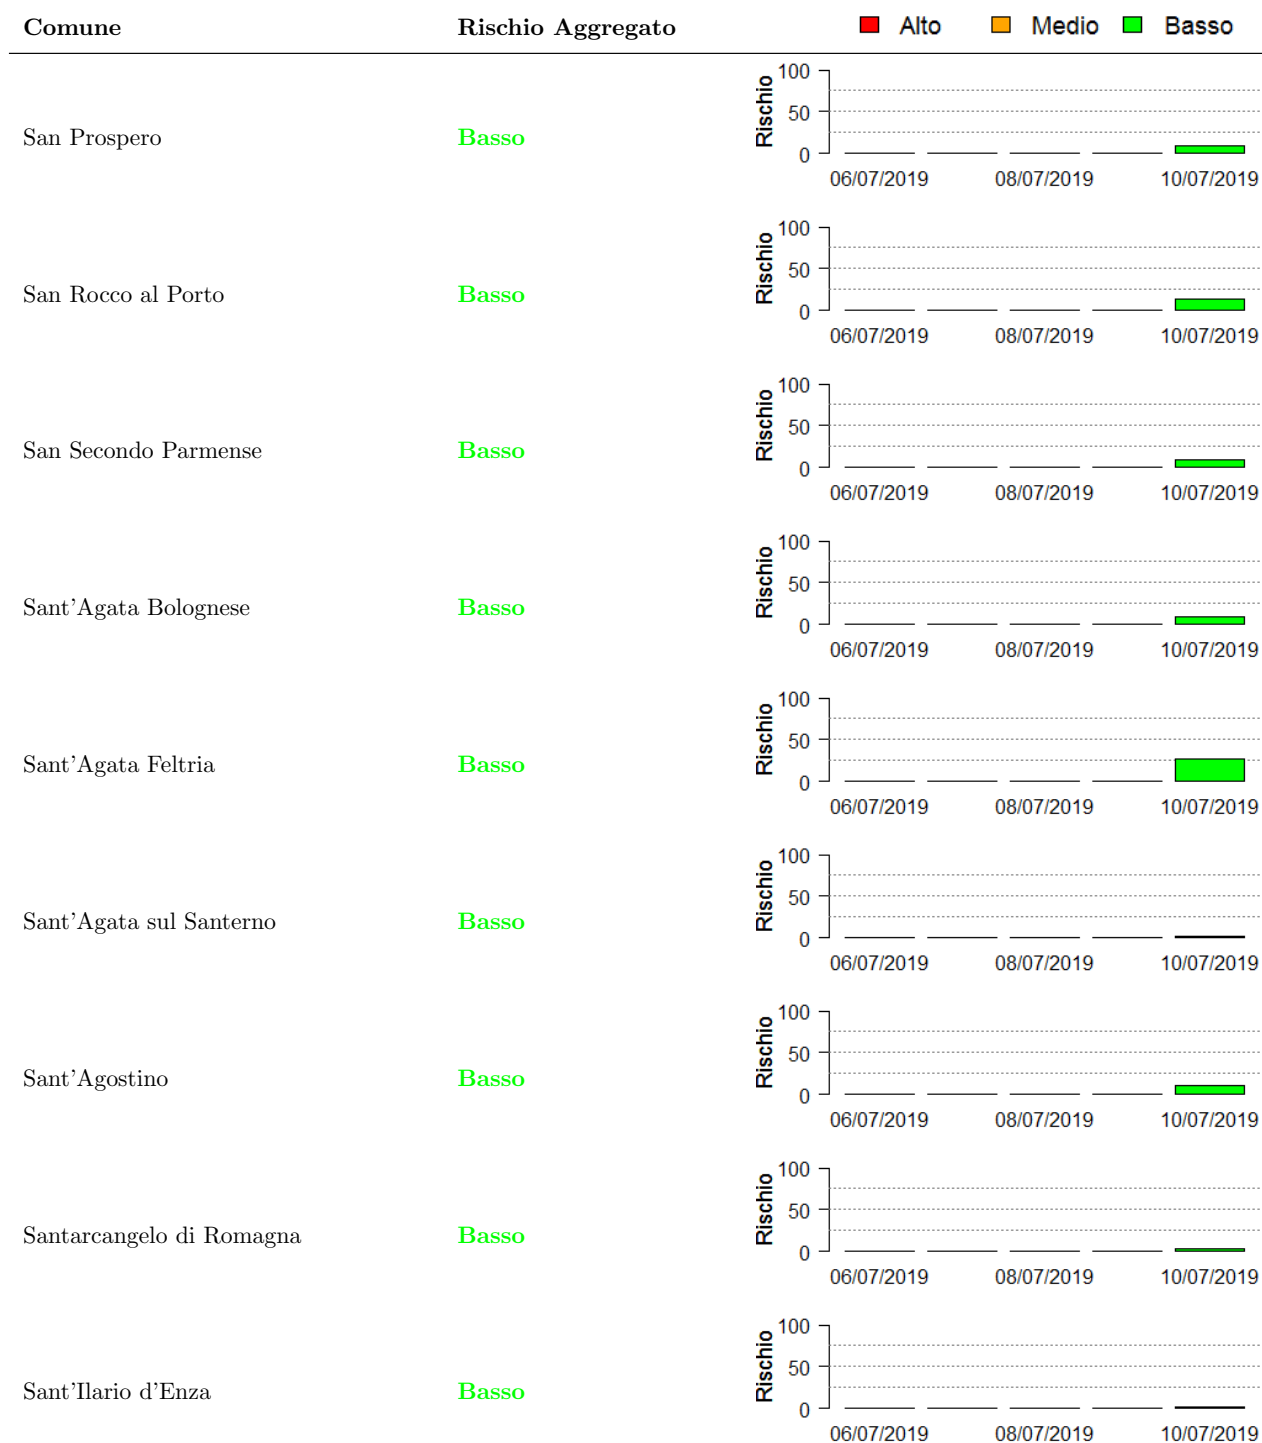 Comune Rischio Aggregato Alto Medio Basso
San Prospero Basso Rischio 100 50 0
06/07/2019 08/07/2019 10/07/2019
San Rocco al Porto Basso Rischio 100 50 0
06/07/2019 08/07/2019 10/07/2019
San Secondo Parmense Basso Rischio 100 50 0
06/07/2019 08/07/2019 10/07/2019
Sant'Agata Bolognese Basso Rischio 100 50 0
06/07/2019 08/07/2019 10/07/2019
Sant'Agata Feltria Basso Rischio 100 50 0
06/07/2019 08/07/2019 10/07/2019
Sant'Agata sul Santerno Basso Rischio 100 50 0
06/07/2019 08/07/2019 10/07/2019
Sant'Agostino Basso Rischio 100 50 0
06/07/2019 08/07/2019 10/07/2019
Santarcangelo di Romagna Basso Rischio 100 50 0
06/07/2019 08/07/2019 10/07/2019
Sant'Ilario d'Enza Basso Rischio 100 50 0
06/07/2019 08/07/2019 10/07/2019